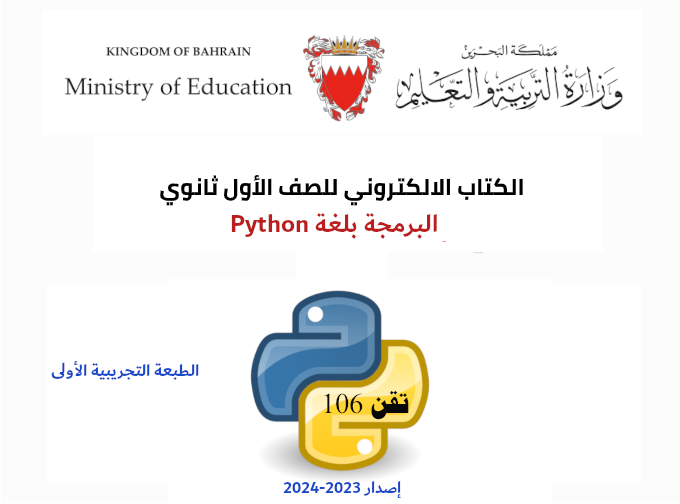 KINGDOM OF BAHRAIN
Ministry of Education
مملكة البحرين
وزارة التربية والتعليم
الكتاب الالكتروني للصف الأول ثانوي
البرمجة بلغة Python
الطبعة التجريبية الأولى
تقن 106
إصدار 2023-2024